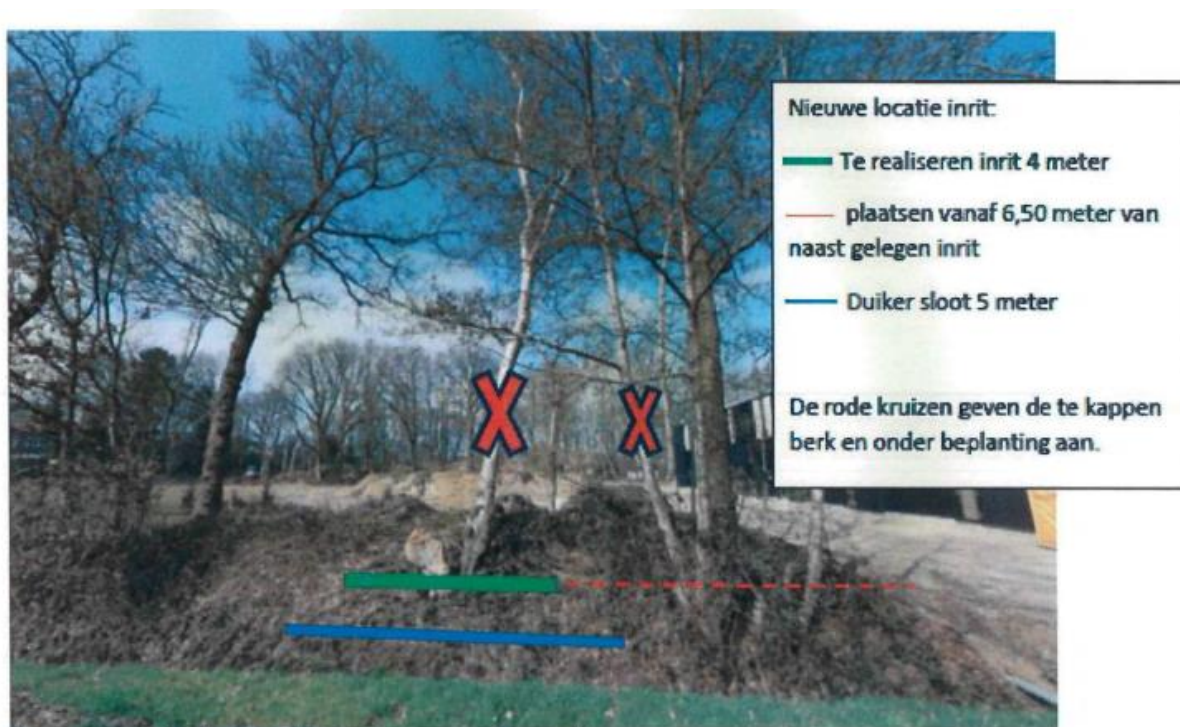 Nieuwe locatie inrit:
Te realiseren inrit 4 meter
plaatsen vanaf 6,50 meter van
naast gelegen inrit
Duiker sloot 5 meter
De rode kruizen geven de te kappen
berk en onder beplanting aan.